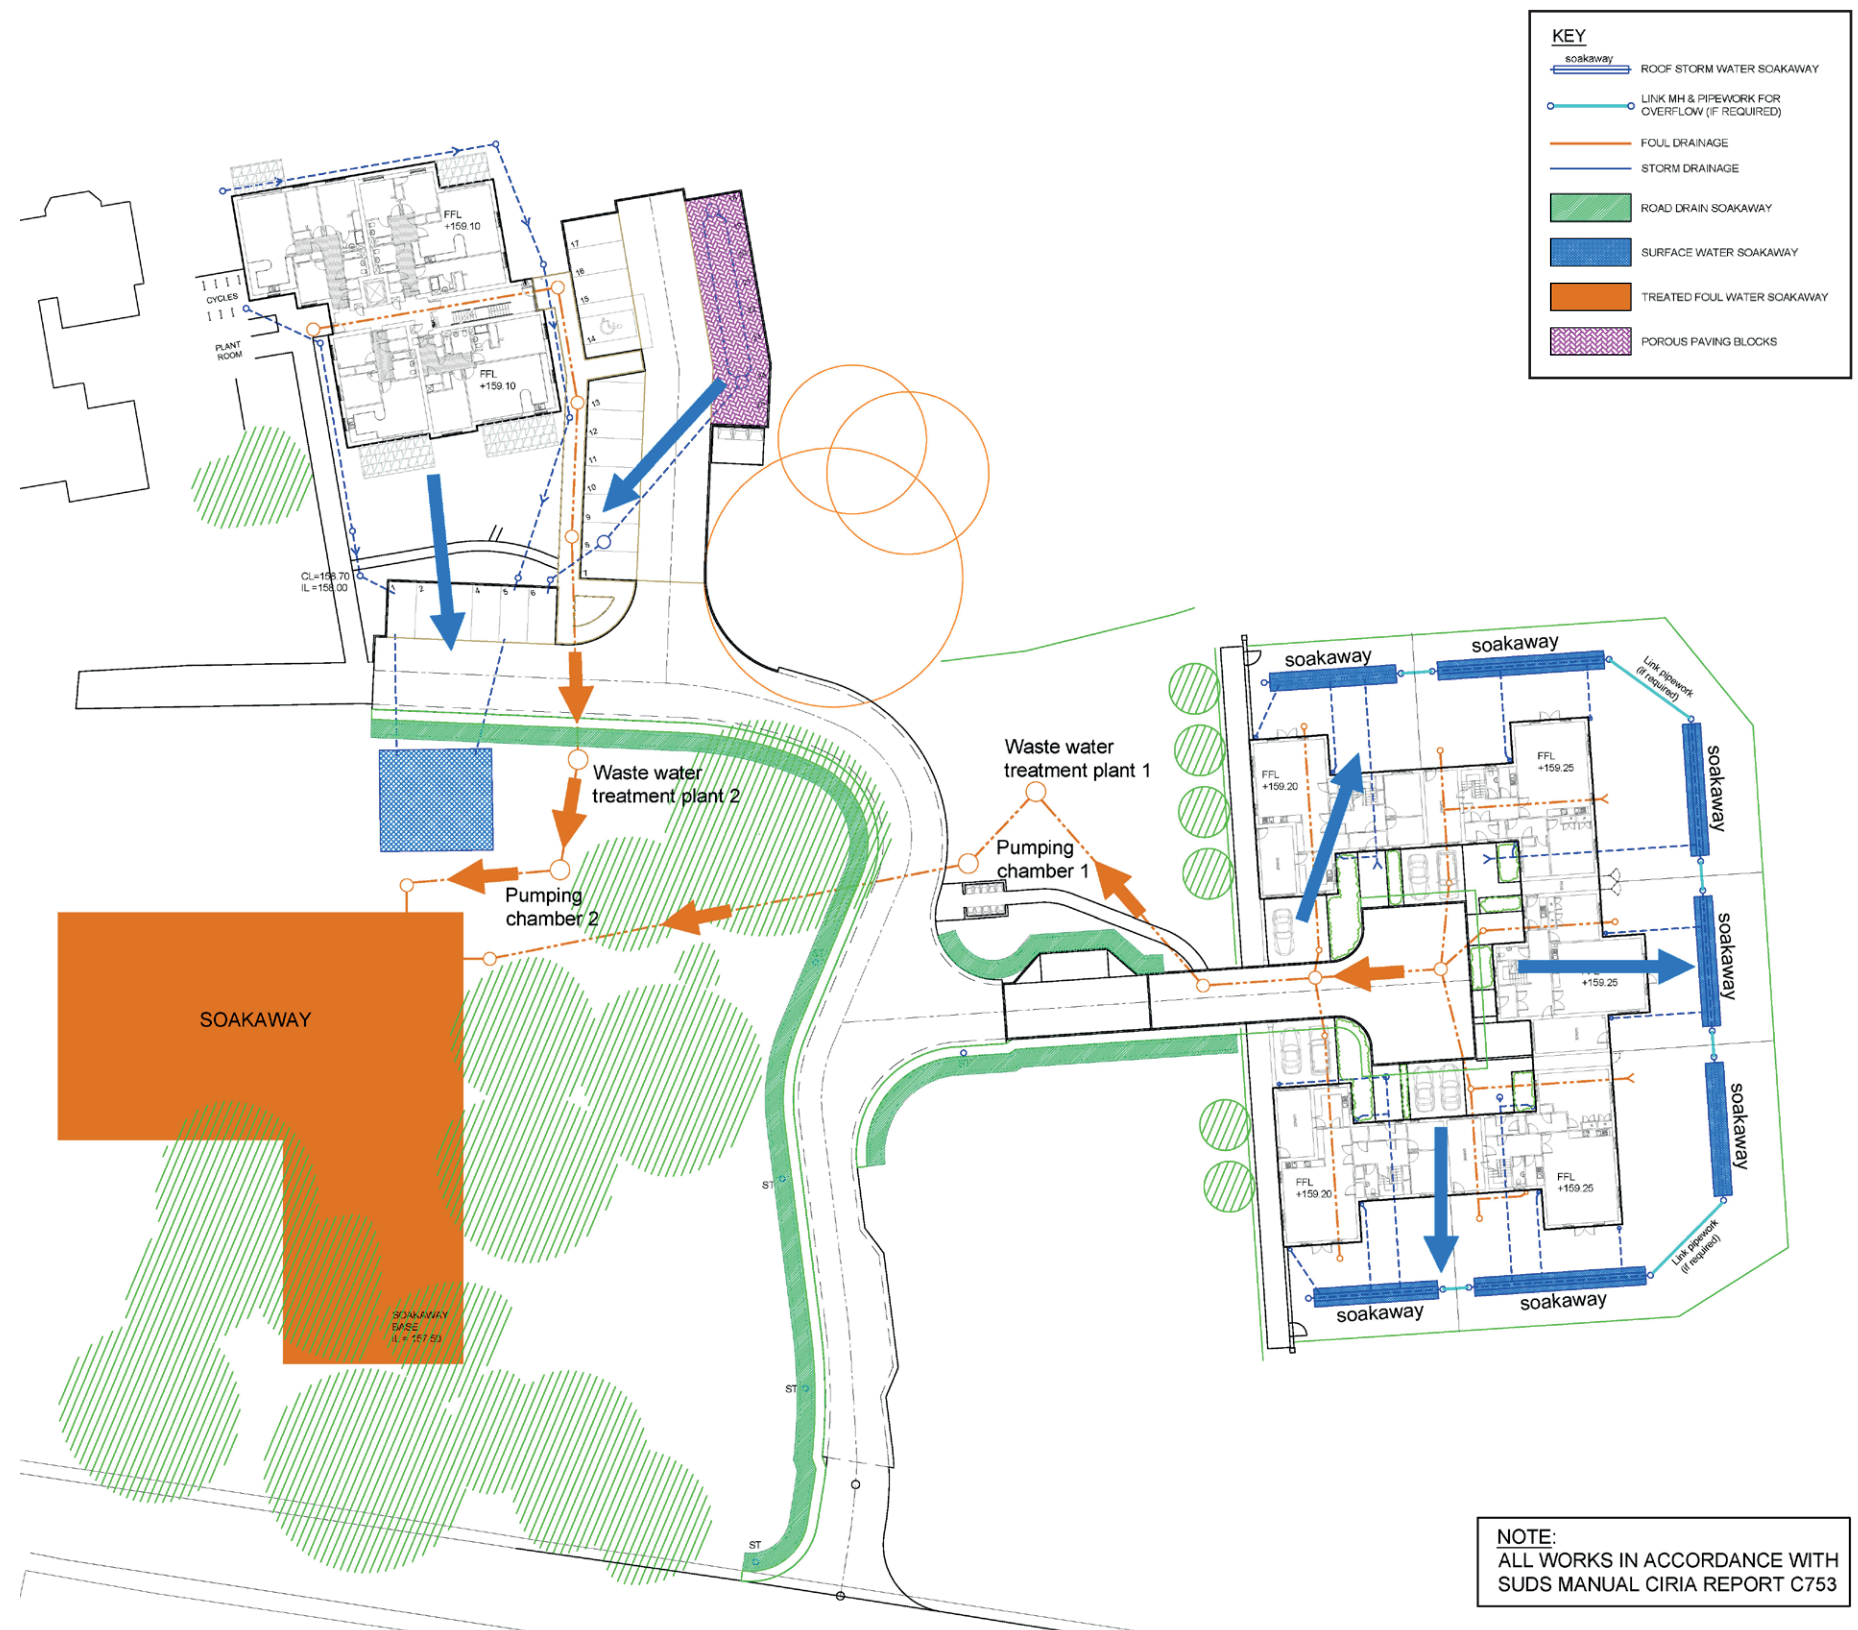 KEY
soakaway
ROOF STORM WATER SOAKAWAY
LINK MH & PIPEWORK FOR
OVERFLOW (IF REQUIRED)
FOUL DRAINAGE
STORM DRAINAGE
ROAD DRAIN SOAKAWAY
SURFACE WATER SOAKAWAY
TREATED FOUL WATER SOAKAWAY
POROUS PAVING BLOCKS
FFL
+159.10
CYCLES
PLANT
ROOM
FFL
+159.10
17
16
15
14
13
12
11
10
9
8
7
CL=158.70
IL =158.00
1
2
4
5
6
soakaway
soakaway
Link pipework
(if required)
soakaway
FFL
+159.20
FFL
+159.25
Waste water
treatment plant 1
Waste water
treatment plant 2
Pumping
chamber 1
Pumping
chamber 2
soakaway
+159.25
SOAKAWAY
soakaway
ST
FFL
+159.20
FFL
+159.25
Link pipework
(if required)
soakaway
soakaway
SOAKAWAY
BASE
IL = 157.50
ST
ST
NOTE:
ALL WORKS IN ACCORDANCE WITH
SUDS MANUAL CIRIA REPORT C753